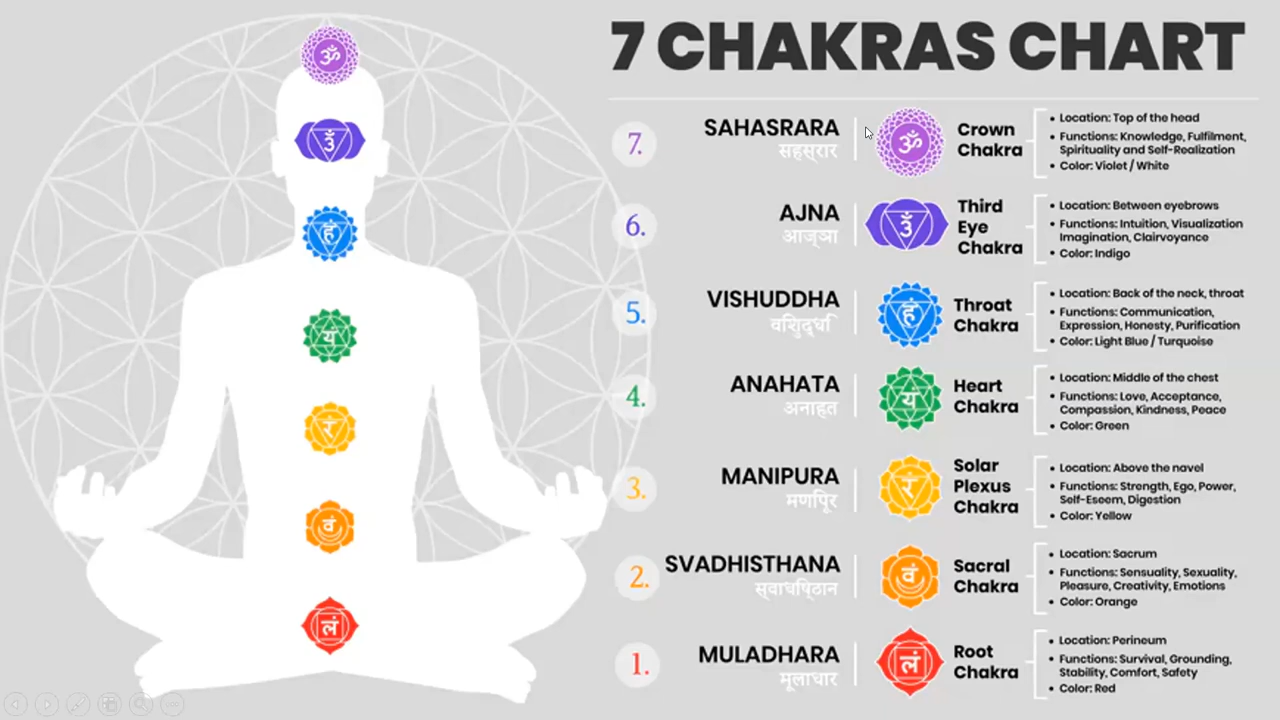 7 CHAKRAS CHART
7.
SAHASRARA
सहस्रार
ॐ
Crown
Chakra
• Location: Top of the head
• Functions: Knowledge, Fulfilment,
Spirituality and Self-Realization
• Color: Violet / White
6.
AJNA
आज्ञा
Third
Eye
Chakra
• Location: Between eyebrows
• Functions: Intuition, Visualization
Imagination, Clairvoyance
• Color: Indigo
5.
VISHUDDHA
हं
Throat
Chakra
• Location: Back of the neck, throat
• Functions: Communication,
Expression, Honesty, Purification
• Color: Light Blue / Turquoise
4.
ANAHATA
अनाहत
यं
Heart
Chakra
• Location: Middle of the chest
• Functions: Love, Acceptance,
Compassion, Kindness, Peace
• Color: Green
3.
MANIPURA
मणिपूर
रं
Solar
Plexus
Chakra
• Location: Above the navel
• Functions: Strength, Ego, Power,
Self-Eseem, Digestion
• Color: Yellow
2.
SVADHISTHANA
वं
Sacral
Chakra
• Location: Sacrum
• Functions: Sensuality, Sexuality,
Pleasure, Creativity, Emotions
• Color: Orange
1.
MULADHARA
मूलाधार
लं
Root
Chakra
• Location: Perineum
• Functions: Survival, Grounding,
Stability, Comfort, Safety
• Color: Red
ॐ
हं
यं
रं
वं
लं